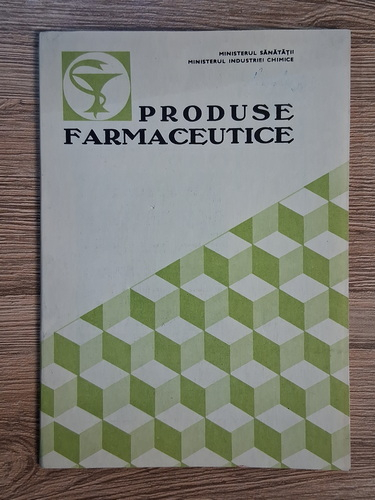 MINISTERUL SĂNĂTĂȚII
MINISTERUL INDUSTRIEI CHIMICE
PRODUSE
FARMACEUTICE